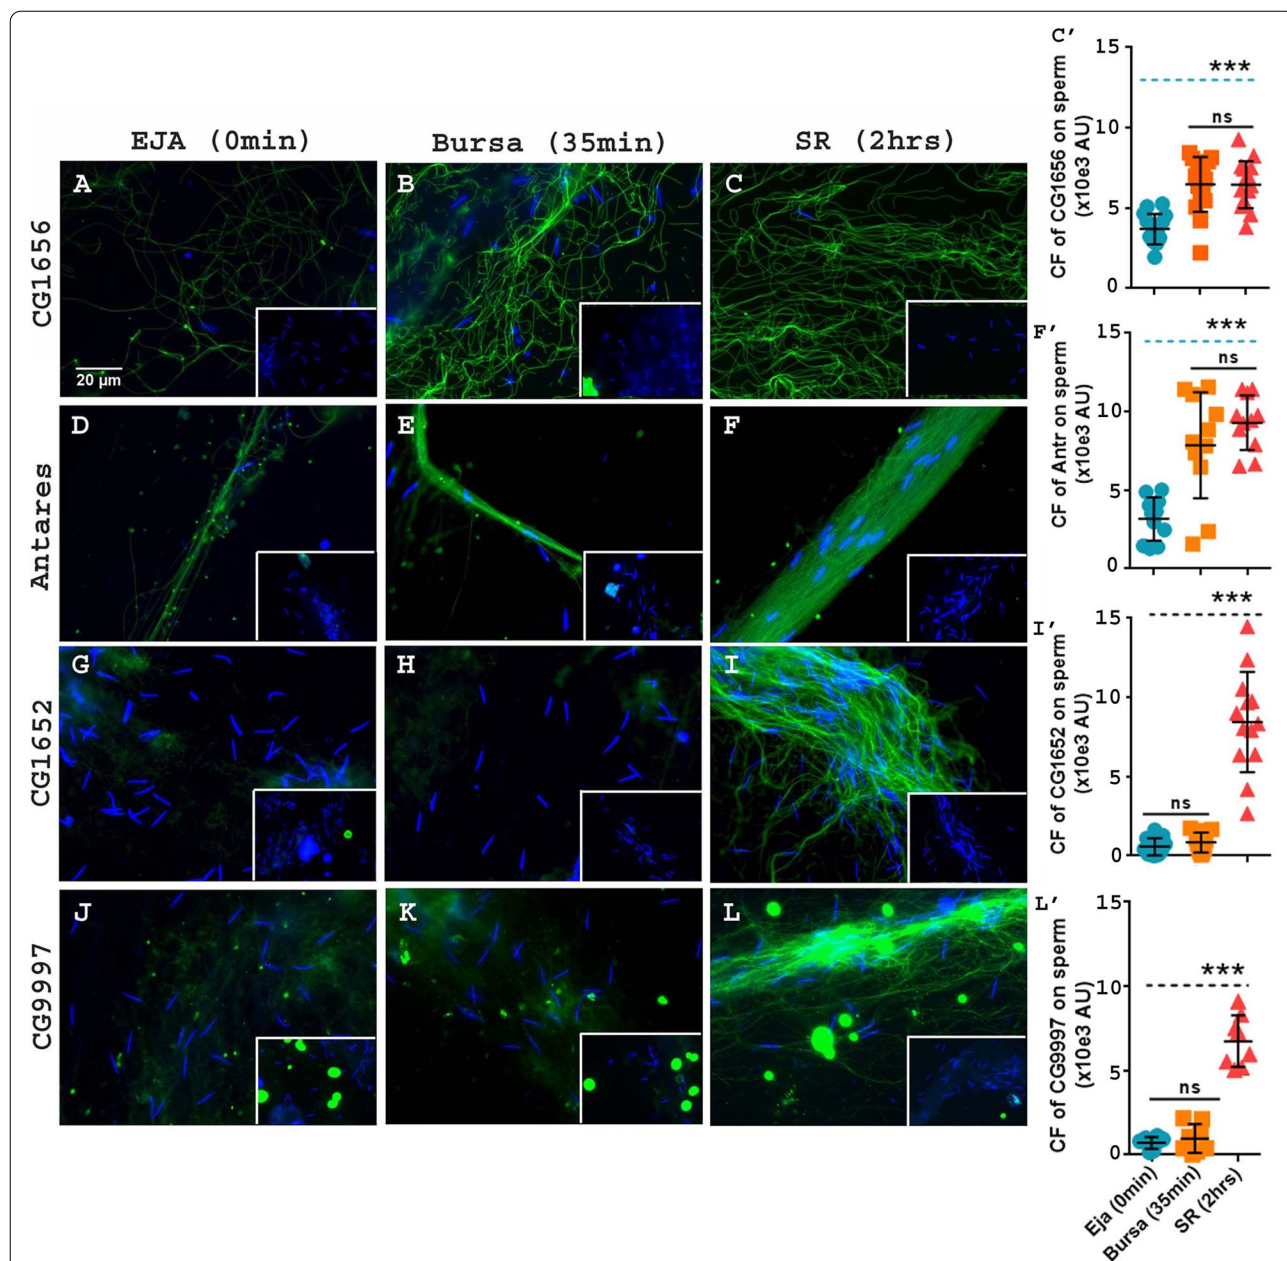 EJA (0min)
Bursa (35min)
SR (2hrs)
CG1656
A
20 µm
B
C
Antares
D
E
F
CG1652
G
H
I
CG9997
J
K
L
C′
CF of CG1656 on sperm
(x10e3 AU)
15
10
5
0
***
ns
F′
CF of Antr on sperm
(x10e3 AU)
15
10
5
0
***
ns
I′
CF of CG1652 on sperm
(x10e3 AU)
15
10
5
0
***
ns
L′
CF of CG9997 on sperm
(x10e3 AU)
15
10
5
0
***
ns
Eja (0min)
Bursa (35min)
SR (2hrs)